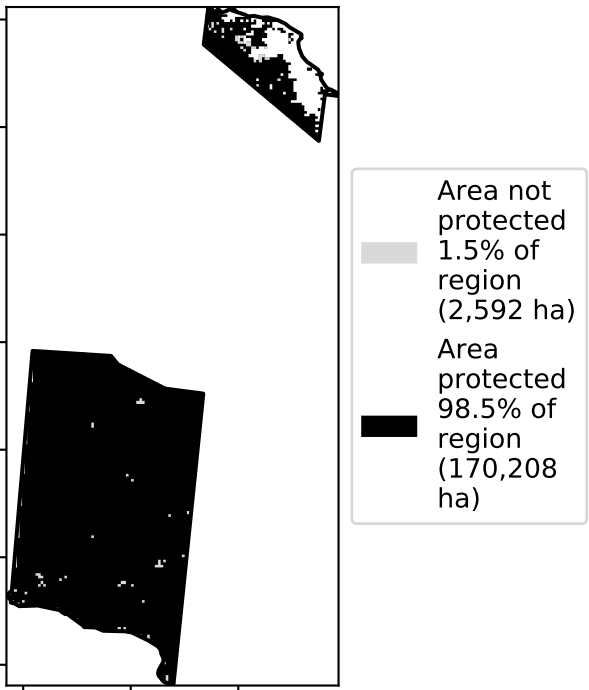 Area not
protected
1.5% of
region
(2,592 ha)
Area
protected
98.5% of
region
(170,208
ha)